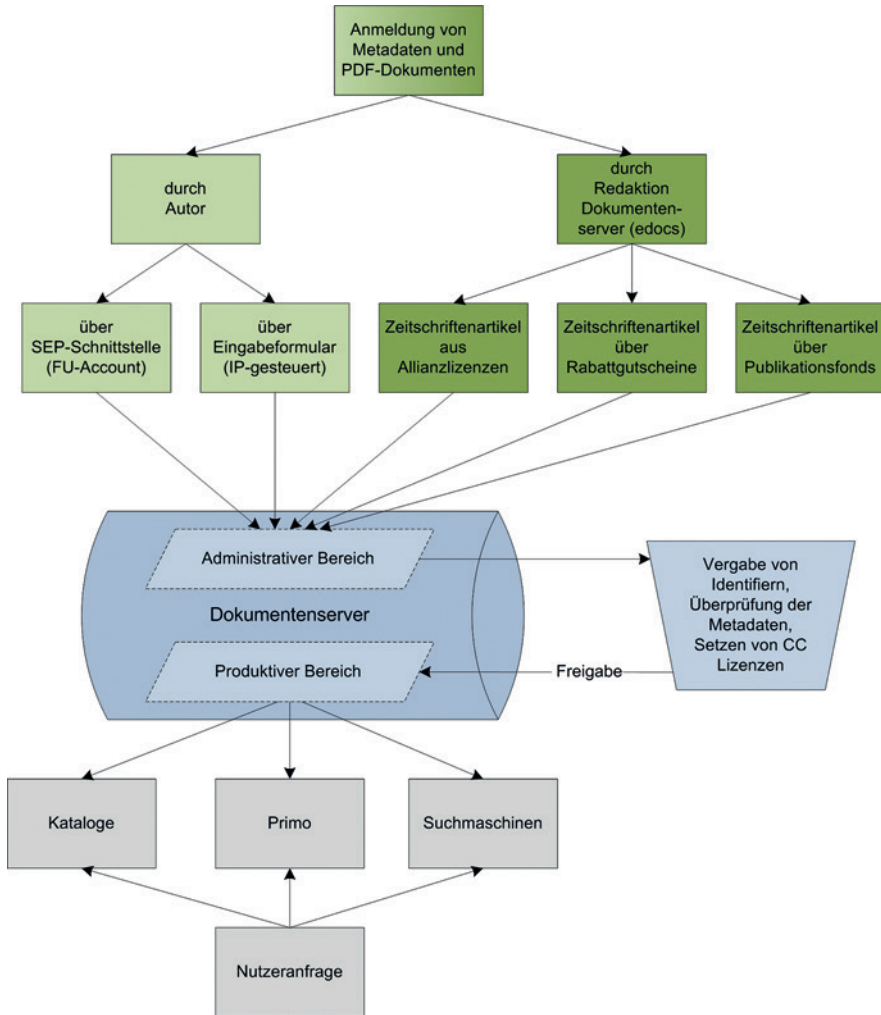 Anmeldung von
Metadaten und
PDF-Dokumenten
durch
Autor
durch
Redaktion
Dokumenten-
server (edocs)
über
SEP-Schnittstelle
(FU-Account)
über
Eingabeformular
(IP-gesteuert)
Zeitschriftenartikel
aus
Allianzlizenzen
Zeitschriftenartikel
über
Rabattgutscheine
Zeitschriftenartikel
über
Publikationsfonds
Administrativer Bereich
Dokumentenserver
Produktiver Bereich
Vergabe von
Identifiern,
Überprüfung der
Metadaten,
Setzen von CC
Lizenzen
Freigabe
Kataloge
Primo
Suchmaschinen
Nutzeranfrage